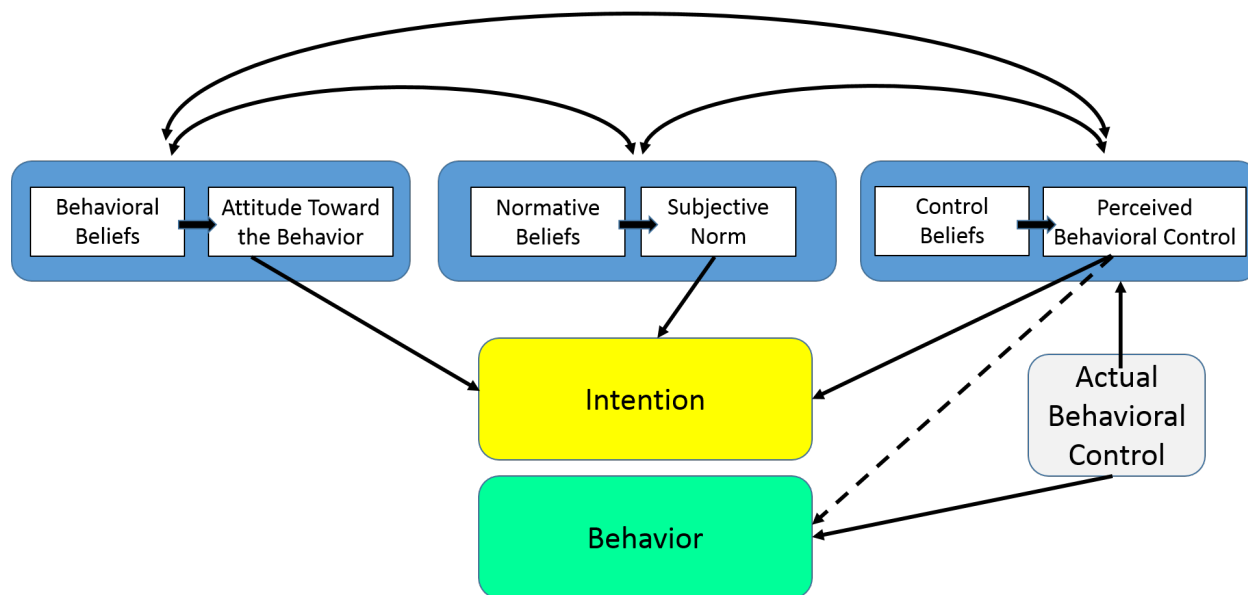 Behavioral
Beliefs
Attitude Toward
the Behavior
Normative
Beliefs
Subjective
Norm
Control
Beliefs
Perceived
Behavioral Control
Intention
Actual
Behavioral
Control
Behavior